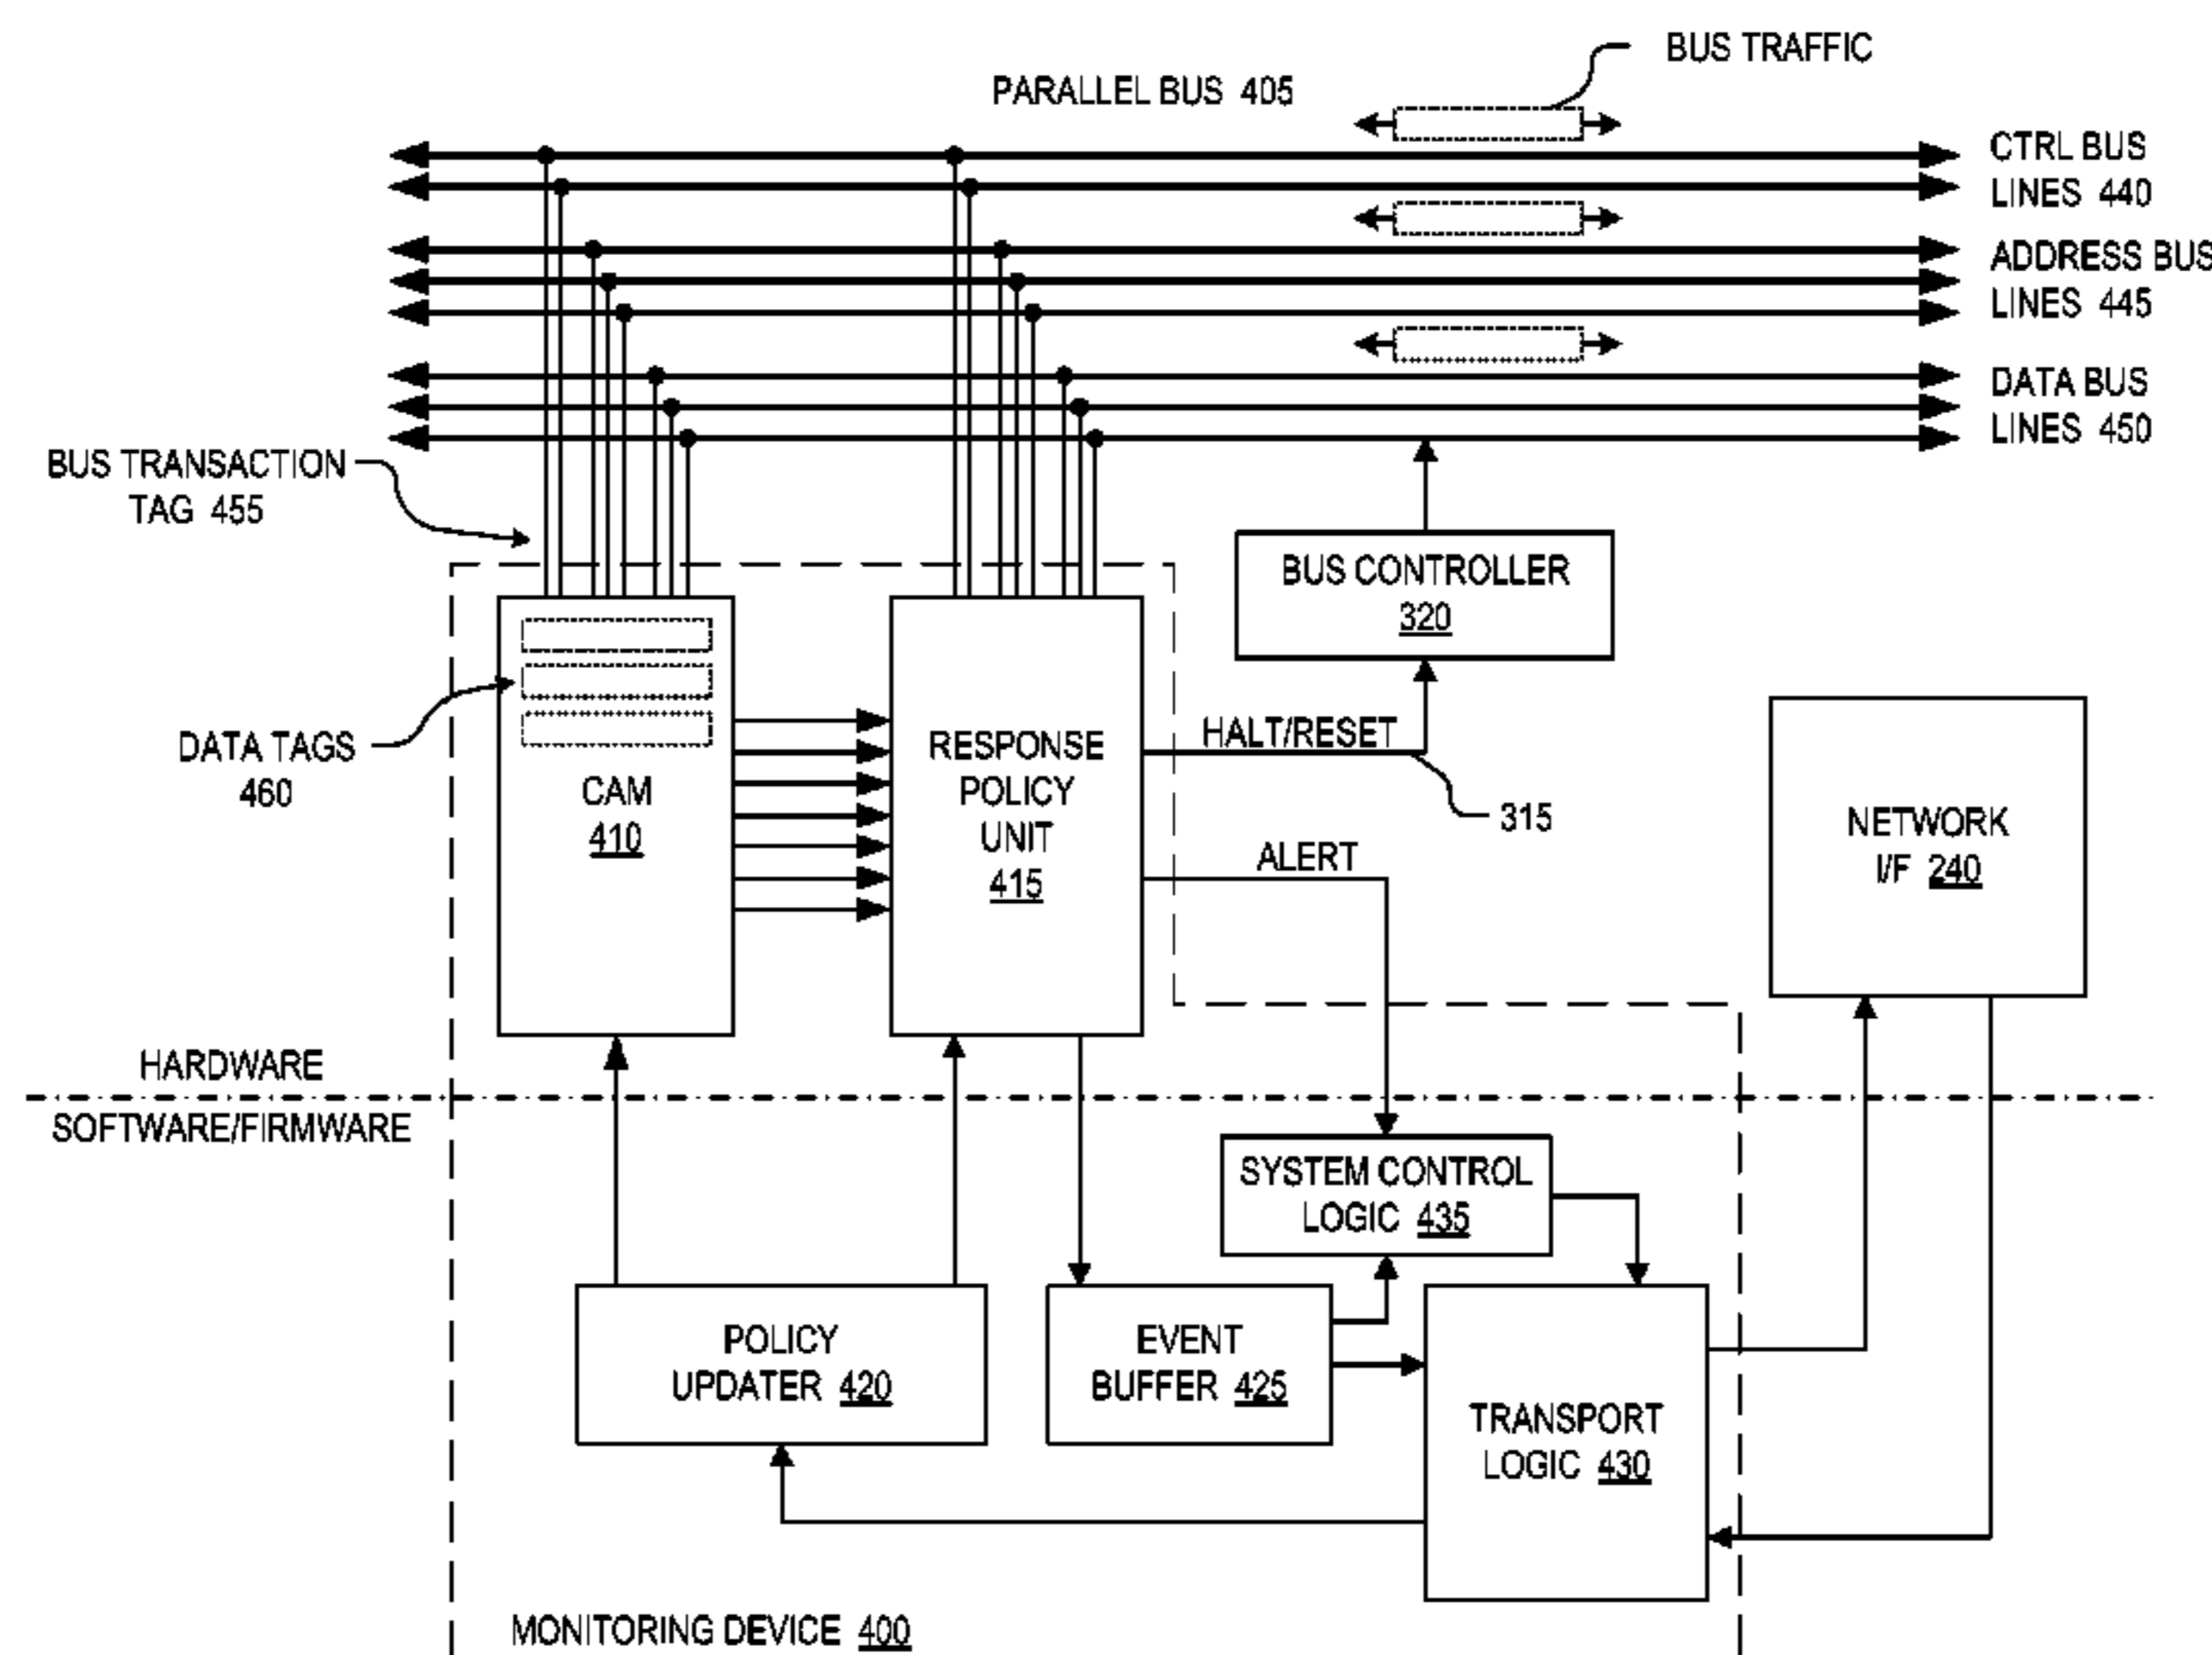 BUS TRAFFIC
PARALLEL BUS 405
CTRL BUS
LINES 440
ADDRESS BUS
LINES 445
DATA BUS
LINES 450
BUS TRANSACTION
TAG 455
BUS CONTROLLER
320
DATA TAGS
460
CAM
410
RESPONSE
POLICY
UNIT
415
HALT/RESET
315
ALERT
NETWORK
I/F 240
HARDWARE
SOFTWARE/FIRMWARE
SYSTEM CONTROL
LOGIC 435
POLICY
UPDATER 420
EVENT
BUFFER 425
TRANSPORT
LOGIC 430
MONITORING DEVICE 400